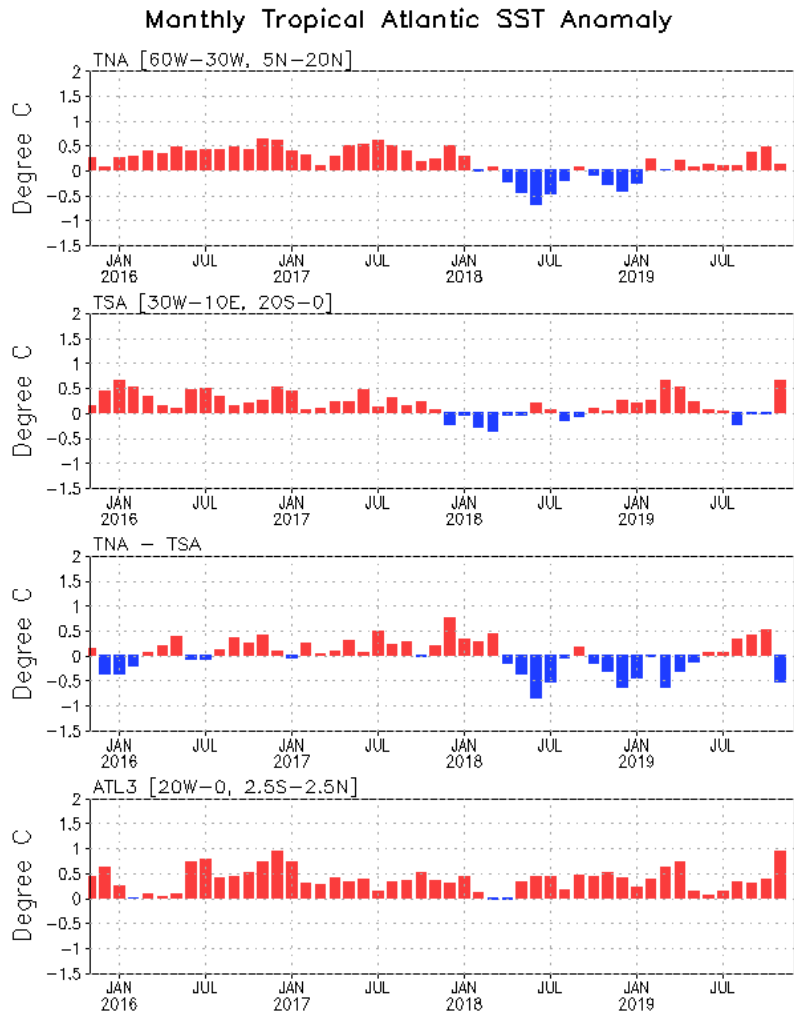 Monthly Tropical Atlantic SST Anomaly
TNA [60W-30W, 5N-20N]
Degree C
2
1.5
1
0.5
0
-0.5
-1
-1.5
JAN JUL JAN JUL JAN JUL JAN JUL
2016 2017 2018 2019
TSA [30W-10E, 20S-0]
Degree C
2
1.5
1
0.5
0
-0.5
-1
-1.5
JAN JUL JAN JUL JAN JUL JAN JUL
2016 2017 2018 2019
TNA - TSA
Degree C
2
1.5
1
0.5
0
-0.5
-1
-1.5
JAN JUL JAN JUL JAN JUL JAN JUL
2016 2017 2018 2019
ATL3 [20W-0, 2.5S-2.5N]
Degree C
2
1.5
1
0.5
0
-0.5
-1
-1.5
JAN JUL JAN JUL JAN JUL JAN JUL
2016 2017 2018 2019